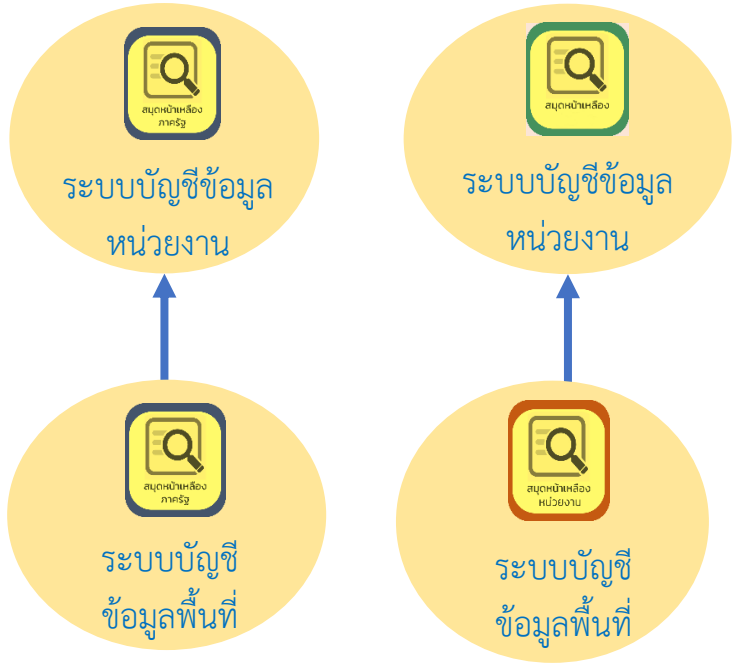 สมุดหน้าเหลือง
ภาครัฐ
ระบบบัญชีข้อมูล
หน่วยงาน
สมุดหน้าเหลือง
ระบบบัญชีข้อมูล
หน่วยงาน
สมุดหน้าเหลือง
ภาครัฐ
ระบบบัญชี
ข้อมูลพื้นที่
สมุดหน้าเหลือง
หน่วยงาน
ระบบบัญชี
ข้อมูลพื้นที่